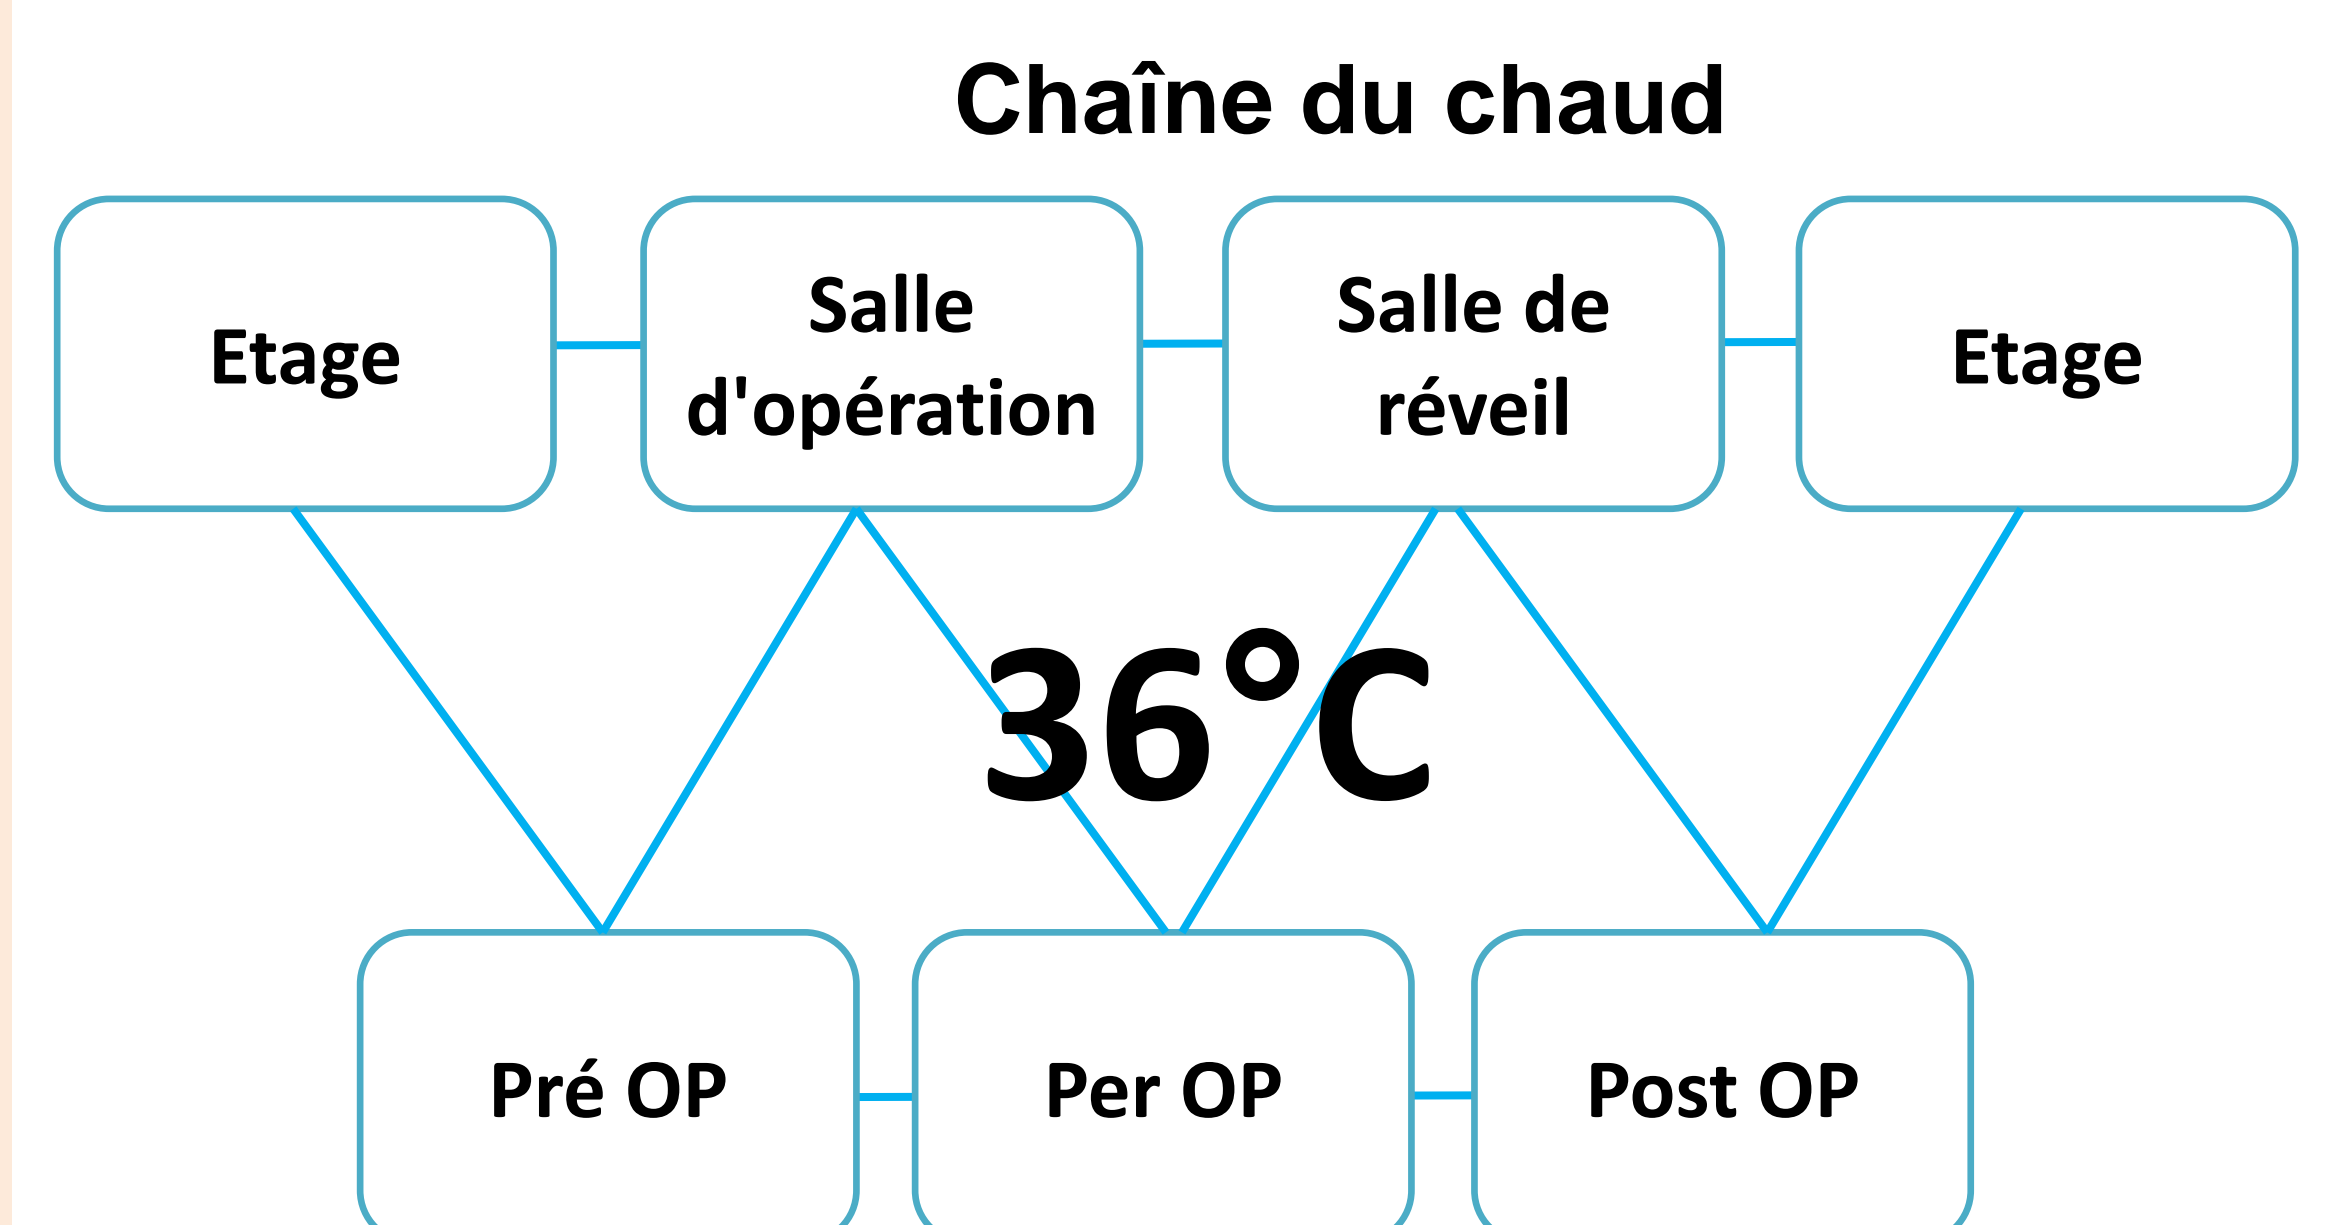 Chaîne du chaud
Etage
Salle
d'opération
Salle de
réveil
Etage
36°C
Pré OP
Per OP
Post OP